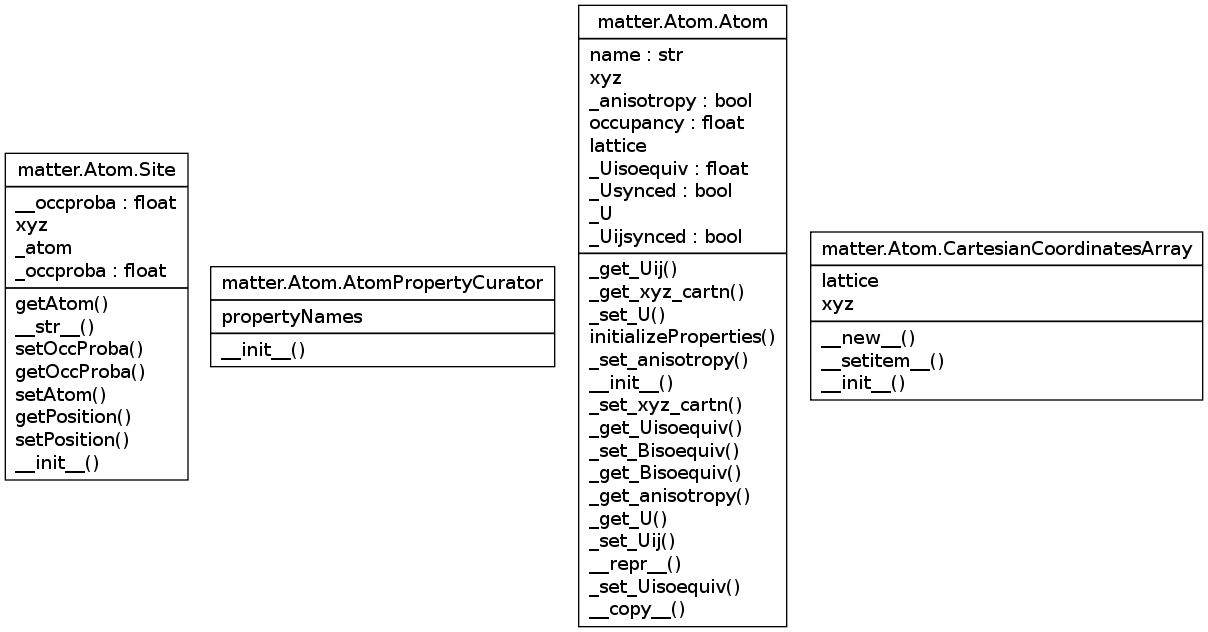 matter.Atom.Site
__occproba : float
xyz
_atom
_occproba : float
getAtom()
__str__()
setOccProba()
getOccProba()
setAtom()
getPosition()
setPosition()
__init__()
matter.Atom.AtomPropertyCurator
propertyNames
__init__()
matter.Atom.Atom
name : str
xyz
_anisotropy : bool
occupancy : float
lattice
_Uisoequiv : float
_Usynced : bool
_U
_Uijsynced : bool
_get_Uij()
_get_xyz_cartn()
_set_U()
initializeProperties()
_set_anisotropy()
__init__()
_set_xyz_cartn()
_get_Uisoequiv()
_set_Bisoequiv()
_get_Bisoequiv()
_get_anisotropy()
_get_U()
_set_Uij()
__repr__()
_set_Uisoequiv()
__copy__()
matter.Atom.CartesianCoordinatesArray
lattice
xyz
__new__()
__setitem__()
__init__()